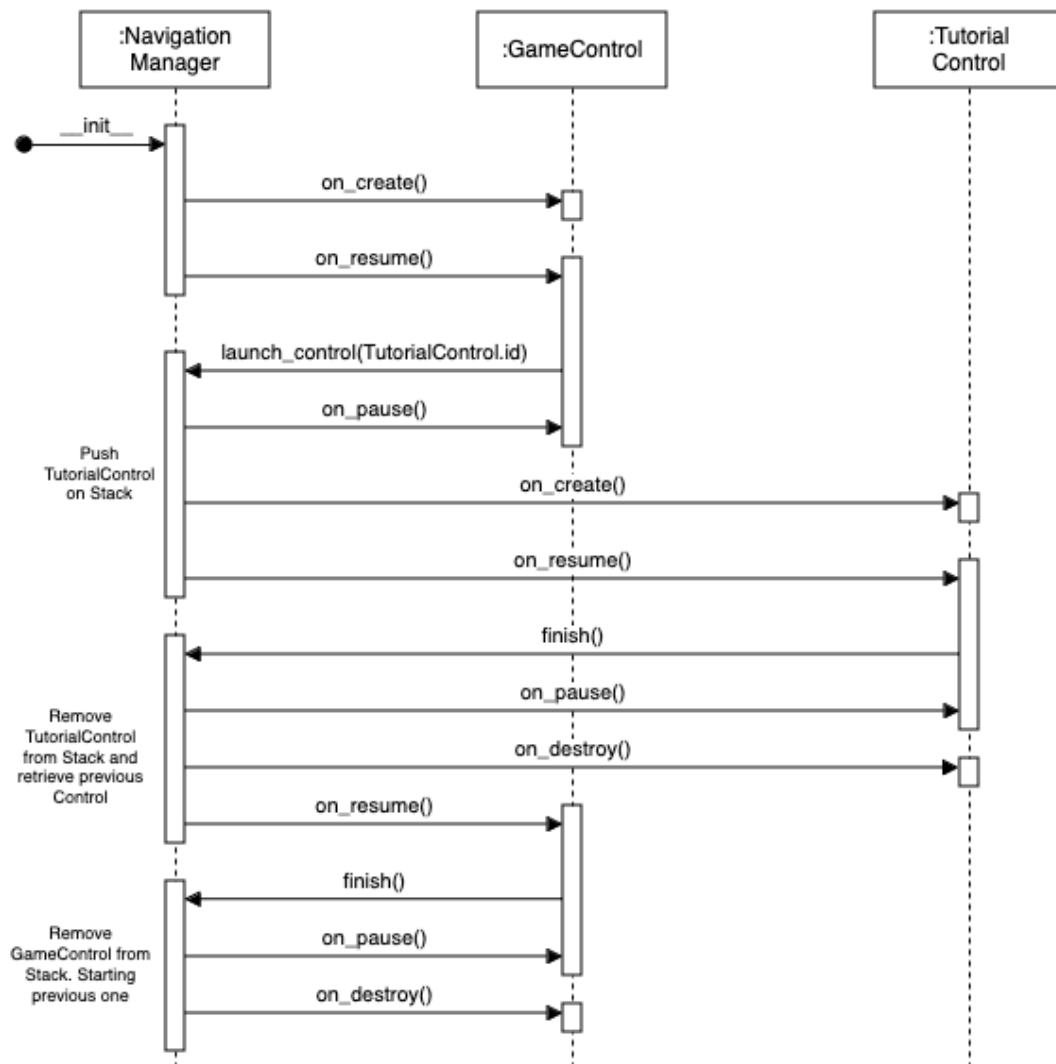 :Navigation
Manager
:GameControl
:Tutorial
Control
__init__
on_create()
on_resume()
launch_control(TutorialControl.id)
on_pause()
Push
TutorialControl
on Stack
on_create()
on_resume()
finish()
on_pause()
Remove
TutorialControl
from Stack and
retrieve previous
Control
on_destroy()
on_resume()
finish()
on_pause()
Remove
GameControl from
Stack. Starting
previous one
on_destroy()